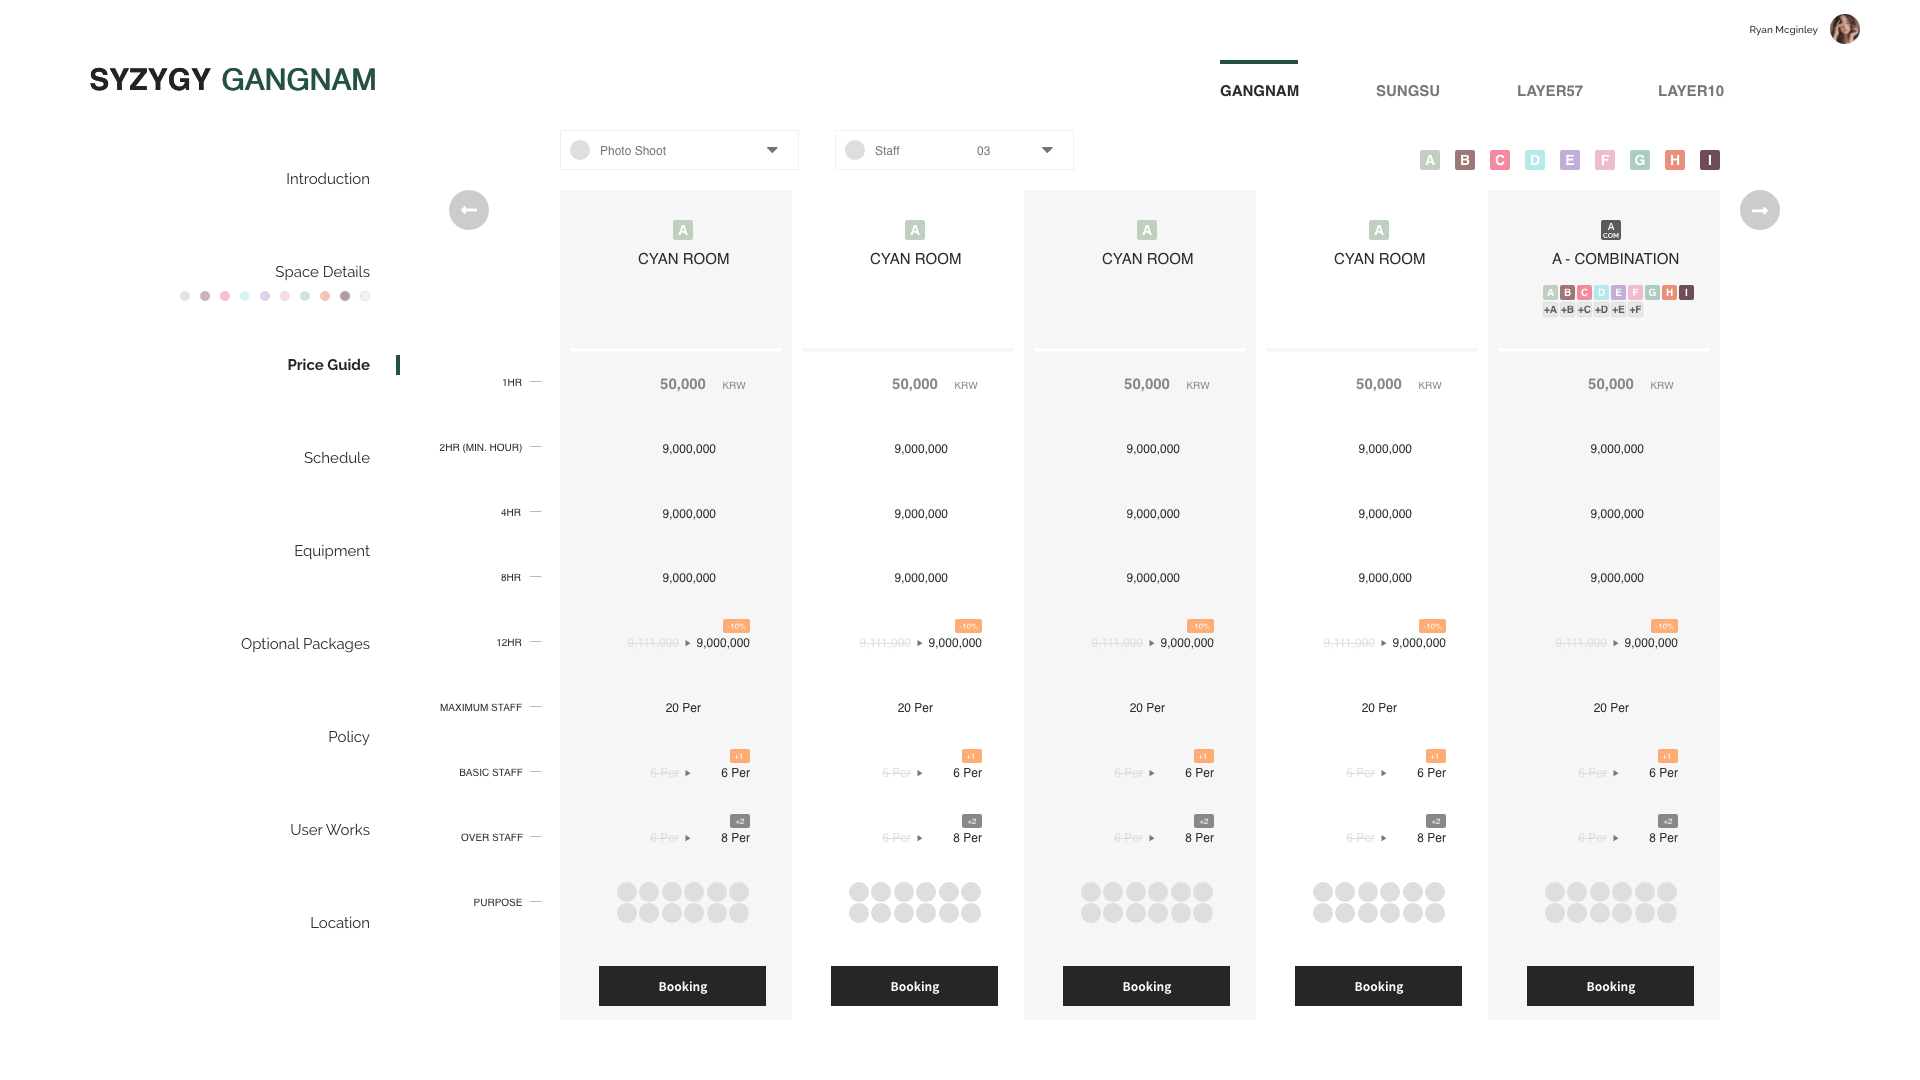 Ryan Mcginley
SYZYGY GANGNAM
GANGNAM SUNGSU LAYER57 LAYER10
Photo Shoot Staff 03
A B C D E F G H I
Introduction
Space Details
Price Guide
Schedule
Equipment
Optional Packages
Policy
User Works
Location
A A A A A COM
CYAN ROOM CYAN ROOM CYAN ROOM CYAN ROOM A - COMBINATION
A B C D E F G H I
+A +B +C +D +E +F
1HR 50,000 KRW 50,000 KRW 50,000 KRW 50,000 KRW 50,000 KRW
2HR (MIN. HOUR) 9,000,000 9,000,000 9,000,000 9,000,000 9,000,000
4HR 9,000,000 9,000,000 9,000,000 9,000,000 9,000,000
8HR 9,000,000 9,000,000 9,000,000 9,000,000 9,000,000
-10% -10% -10% -10% -10%
12HR 9,111,000 9,000,000 9,111,000 9,000,000 9,111,000 9,000,000 9,111,000 9,000,000 9,111,000 9,000,000
MAXIMUM STAFF 20 Per 20 Per 20 Per 20 Per 20 Per
+1 +1 +1 +1 +1
BASIC STAFF 5 Per 6 Per 5 Per 6 Per 5 Per 6 Per 5 Per 6 Per 5 Per 6 Per
+2 +2 +2 +2 +2
OVER STAFF 6 Per 8 Per 6 Per 8 Per 6 Per 8 Per 6 Per 8 Per 6 Per 8 Per
PURPOSE
Booking Booking Booking Booking Booking